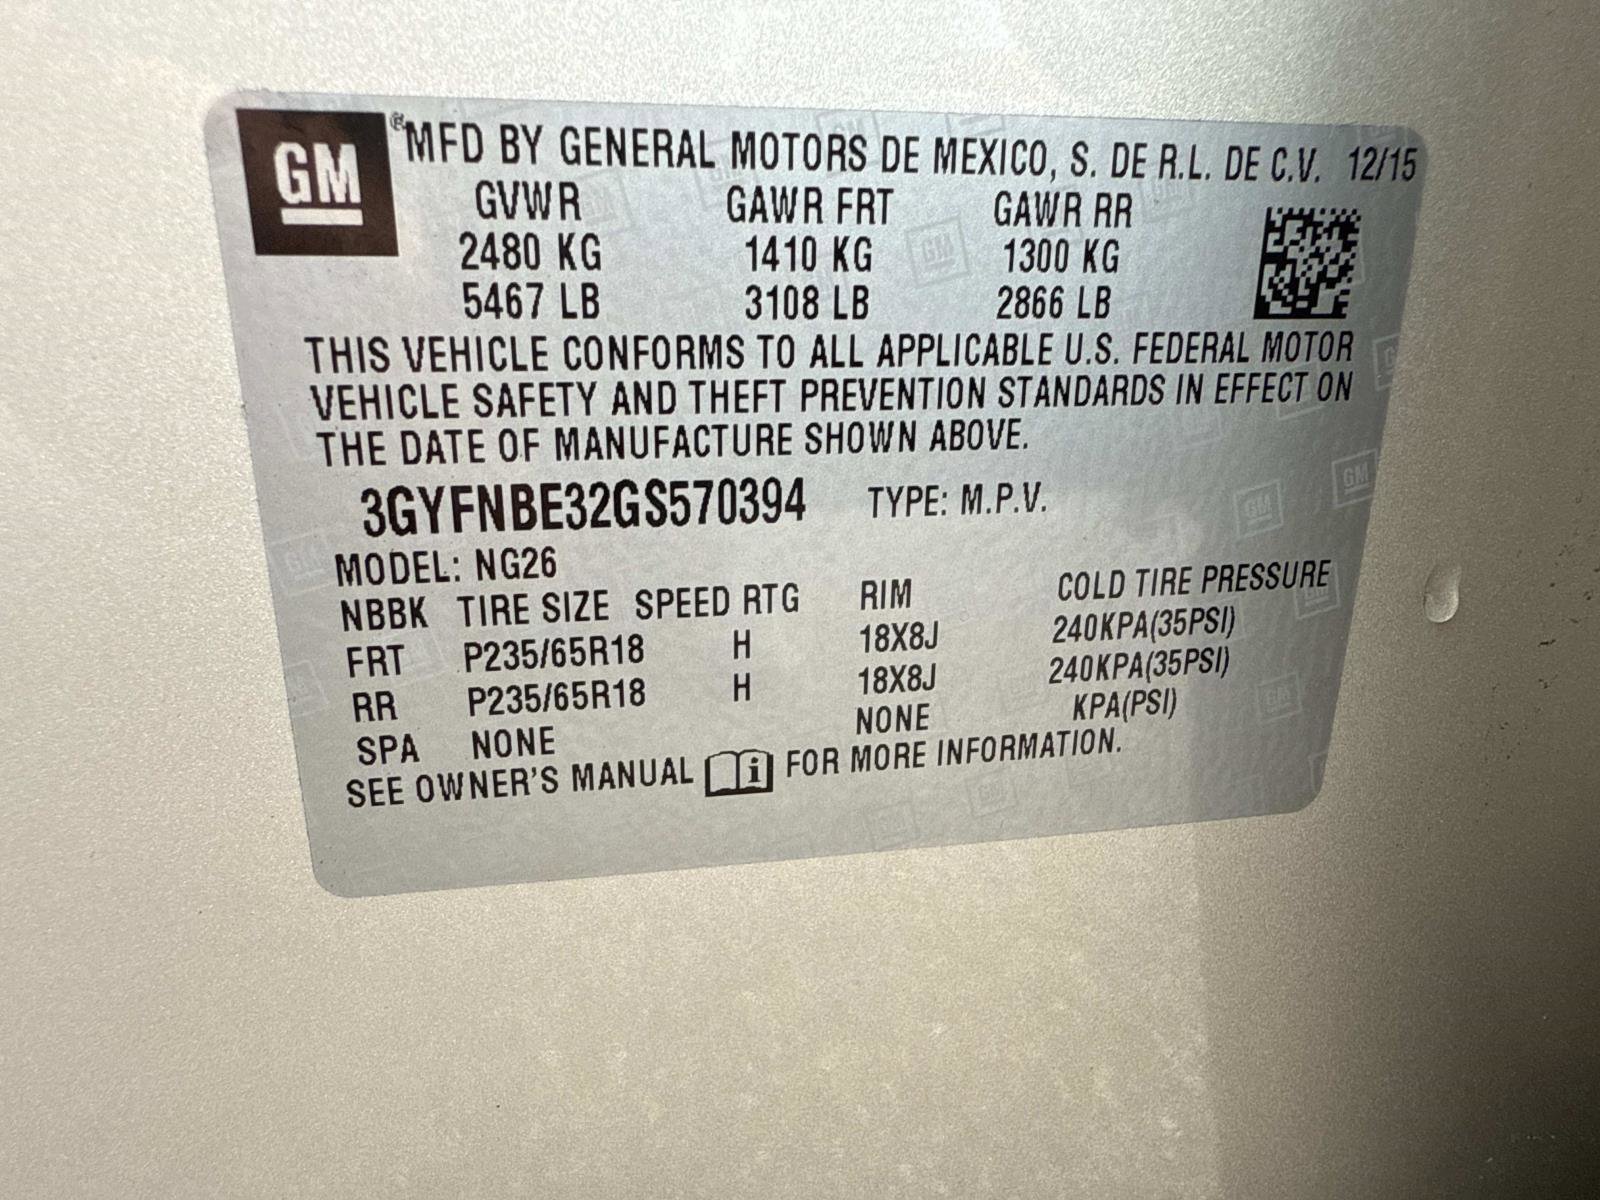 GM ® MFD BY GENERAL MOTORS DE MEXICO, S. DE R.L. DE C.V. 12/15
GVWR GAWR FRT GAWR RR
2480 KG 1410 KG 1300 KG
5467 LB 3108 LB 2866 LB
THIS VEHICLE CONFORMS TO ALL APPLICABLE U.S. FEDERAL MOTOR
VEHICLE SAFETY AND THEFT PREVENTION STANDARDS IN EFFECT ON
THE DATE OF MANUFACTURE SHOWN ABOVE.
3GYFNBE32GS570394 TYPE: M.P.V.
MODEL: NG26
NBBK TIRE SIZE SPEED RTG RIM COLD TIRE PRESSURE
FRT P235/65R18 H 18X8J 240KPA(35PSI)
RR P235/65R18 H 18X8J 240KPA(35PSI)
SPA NONE NONE KPA(PSI)
SEE OWNER'S MANUAL i FOR MORE INFORMATION.